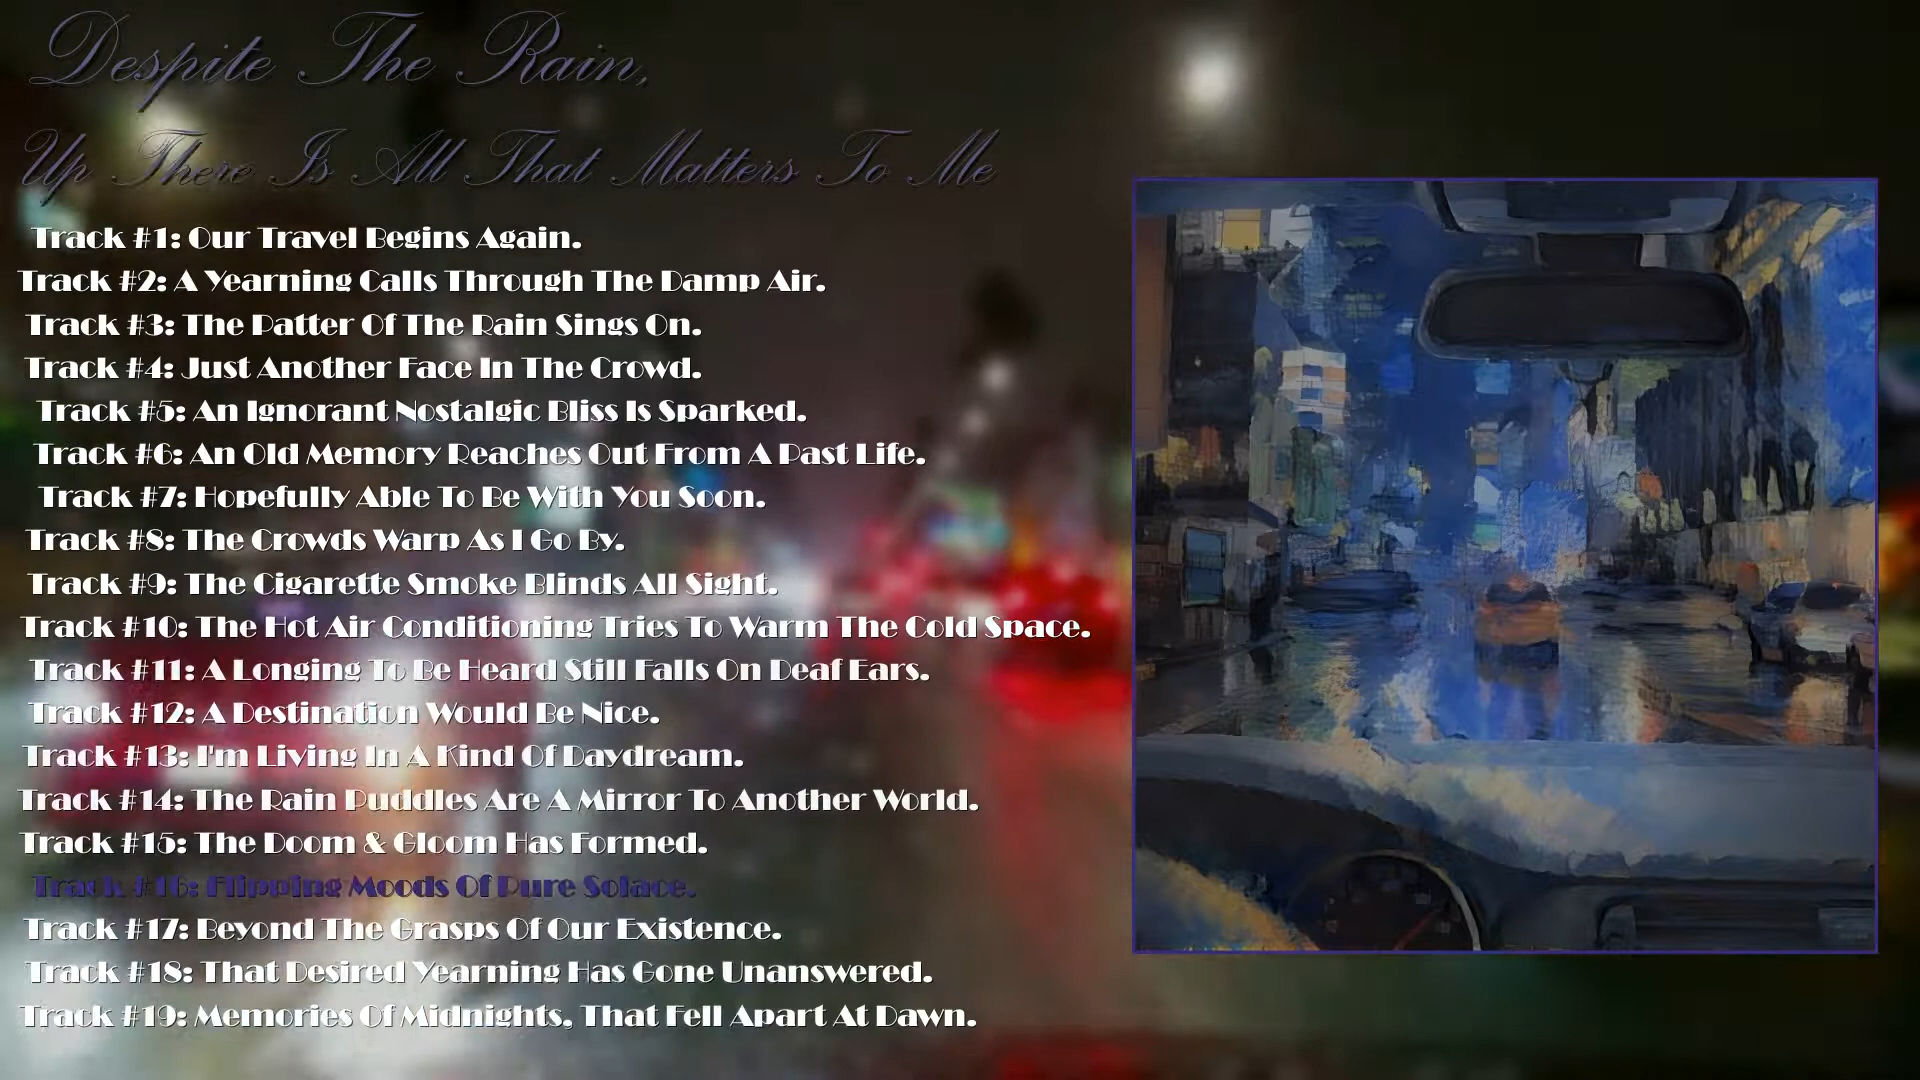 Despite The Rain,
Up There Is All That Matters To Me
Track #1: Our Travel Begins Again.
Track #2: A Yearning Calls Through The Damp Air.
Track #3: The Patter Of The Rain Sings On.
Track #4: Just Another Face In The Crowd.
Track #5: An Ignorant Nostalgic Bliss Is Sparked.
Track #6: An Old Memory Reaches Out From A Past Life.
Track #7: Hopefully Able To Be With You Soon.
Track #8: The Crowds Warp As I Go By.
Track #9: The Cigarette Smoke Blinds All Sight.
Track #10: The Hot Air Conditioning Tries To Warm The Cold Space.
Track #11: A Longing To Be Heard Still Falls On Deaf Ears.
Track #12: A Destination Would Be Nice.
Track #13: I'm Living In A Kind Of Daydream.
Track #14: The Rain Puddles Are A Mirror To Another World.
Track #15: The Doom & Gloom Has Formed.
Track #16: Flipping Moods Of Pure Solace.
Track #17: Beyond The Grasps Of Our Existence.
Track #18: That Desired Yearning Has Gone Unanswered.
Track #19: Memories Of Midnights, That Fell Apart At Dawn.